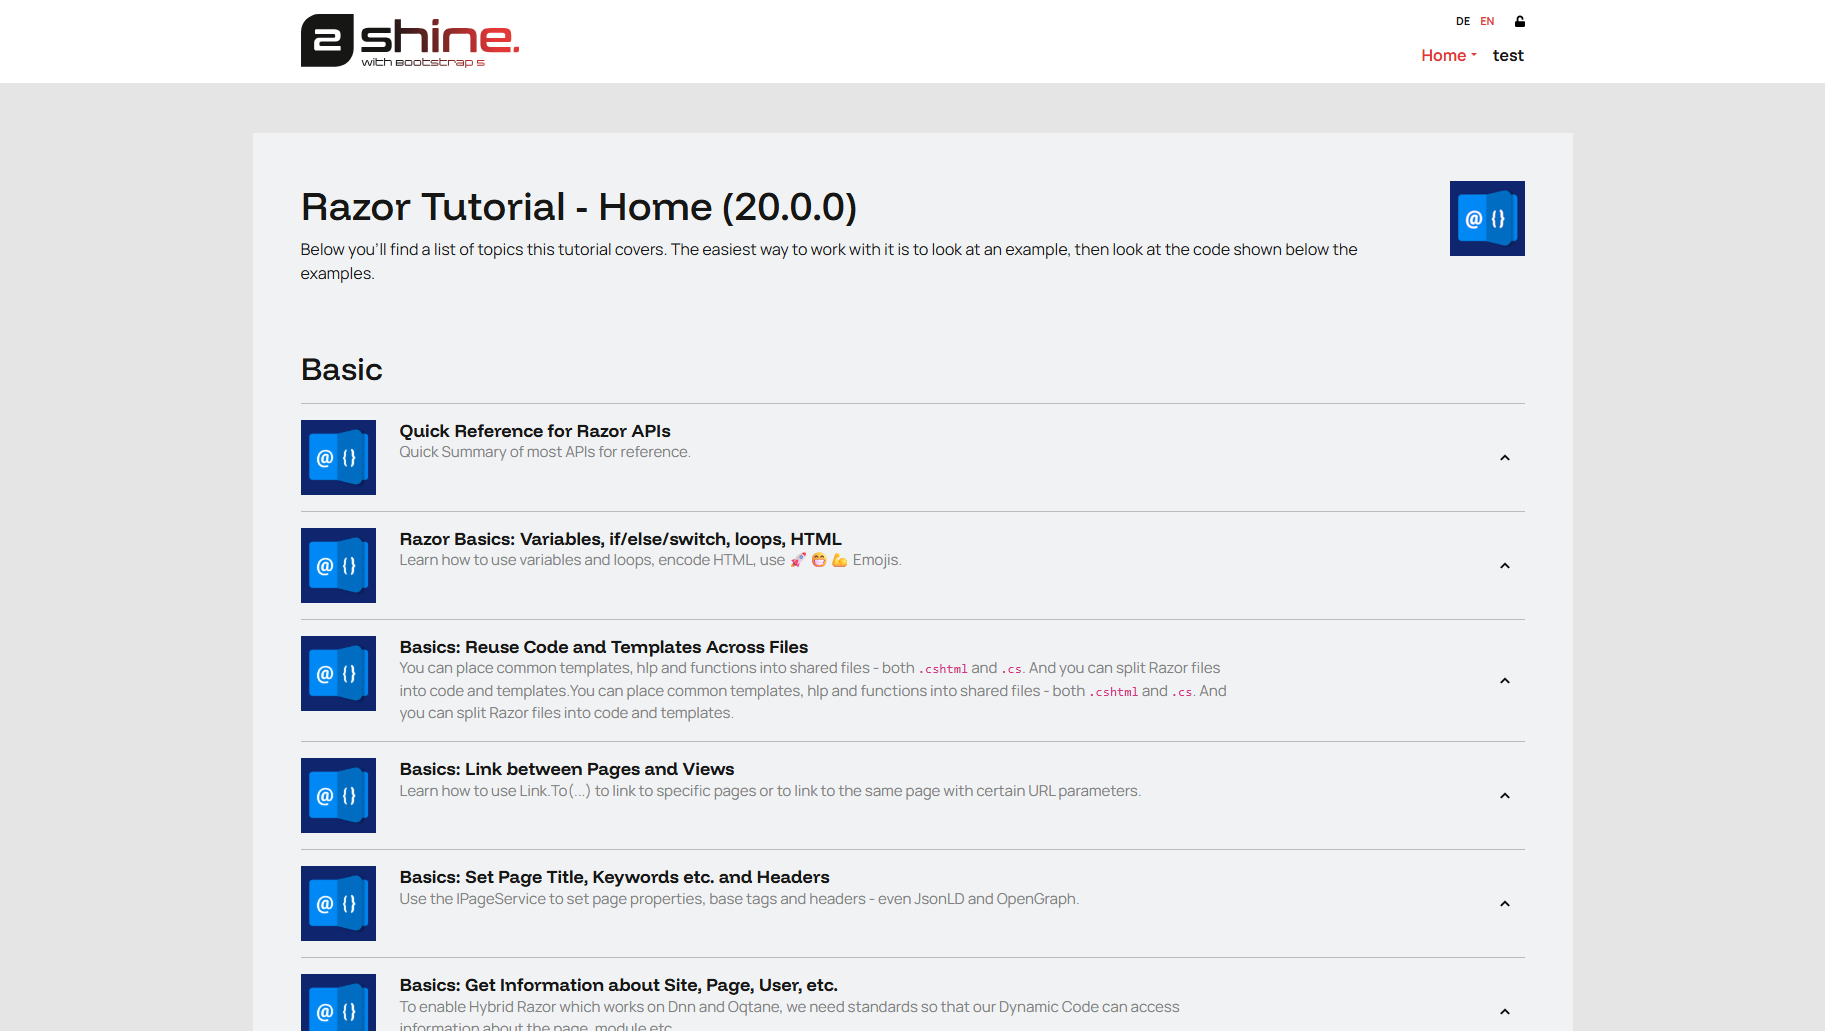 2 shine.
with Bootstrap 5
DE EN
Home test
Razor Tutorial - Home (20.0.0)
Below you'll find a list of topics this tutorial covers. The easiest way to work with it is to look at an example, then look at the code shown below the
examples.
@ {}
Basic
@ {}
Quick Reference for Razor APIs
Quick Summary of most APIs for reference.
@ {}
Razor Basics: Variables, if/else/switch, loops, HTML
Learn how to use variables and loops, encode HTML, use 🚀 😁 💪 Emojis.
@ {}
Basics: Reuse Code and Templates Across Files
You can place common templates, hlp and functions into shared files - both .cshtml and .cs. And you can split Razor files
into code and templates.You can place common templates, hlp and functions into shared files - both .cshtml and .cs. And
you can split Razor files into code and templates.
@ {}
Basics: Link between Pages and Views
Learn how to use Link.To(...) to link to specific pages or to link to the same page with certain URL parameters.
@ {}
Basics: Set Page Title, Keywords etc. and Headers
Use the IPageService to set page properties, base tags and headers - even JsonLD and OpenGraph.
@ {}
Basics: Get Information about Site, Page, User, etc.
To enable Hybrid Razor which works on Dnn and Oqtane, we need standards so that our Dynamic Code can access
information about the page, module etc.